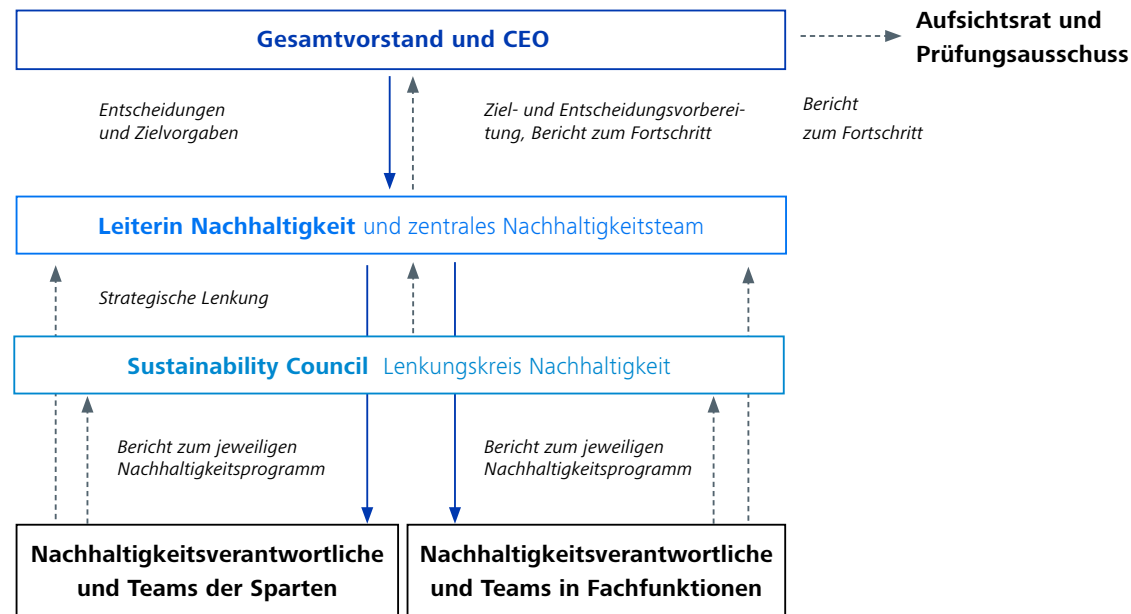 Gesamtvorstand und CEO
Aufsichtsrat und
Prüfungsausschuss
Entscheidungen
und Zielvorgaben
Ziel- und Entscheidungsvorberei-
tung, Bericht zum Fortschritt
Bericht
zum Fortschritt
Leiterin Nachhaltigkeit und zentrales Nachhaltigkeitsteam
Strategische Lenkung
Sustainability Council Lenkungskreis Nachhaltigkeit
Bericht zum jeweiligen
Nachhaltigkeitsprogramm
Bericht zum jeweiligen
Nachhaltigkeitsprogramm
Nachhaltigkeitsverantwortliche
und Teams der Sparten
Nachhaltigkeitsverantwortliche
und Teams in Fachfunktionen